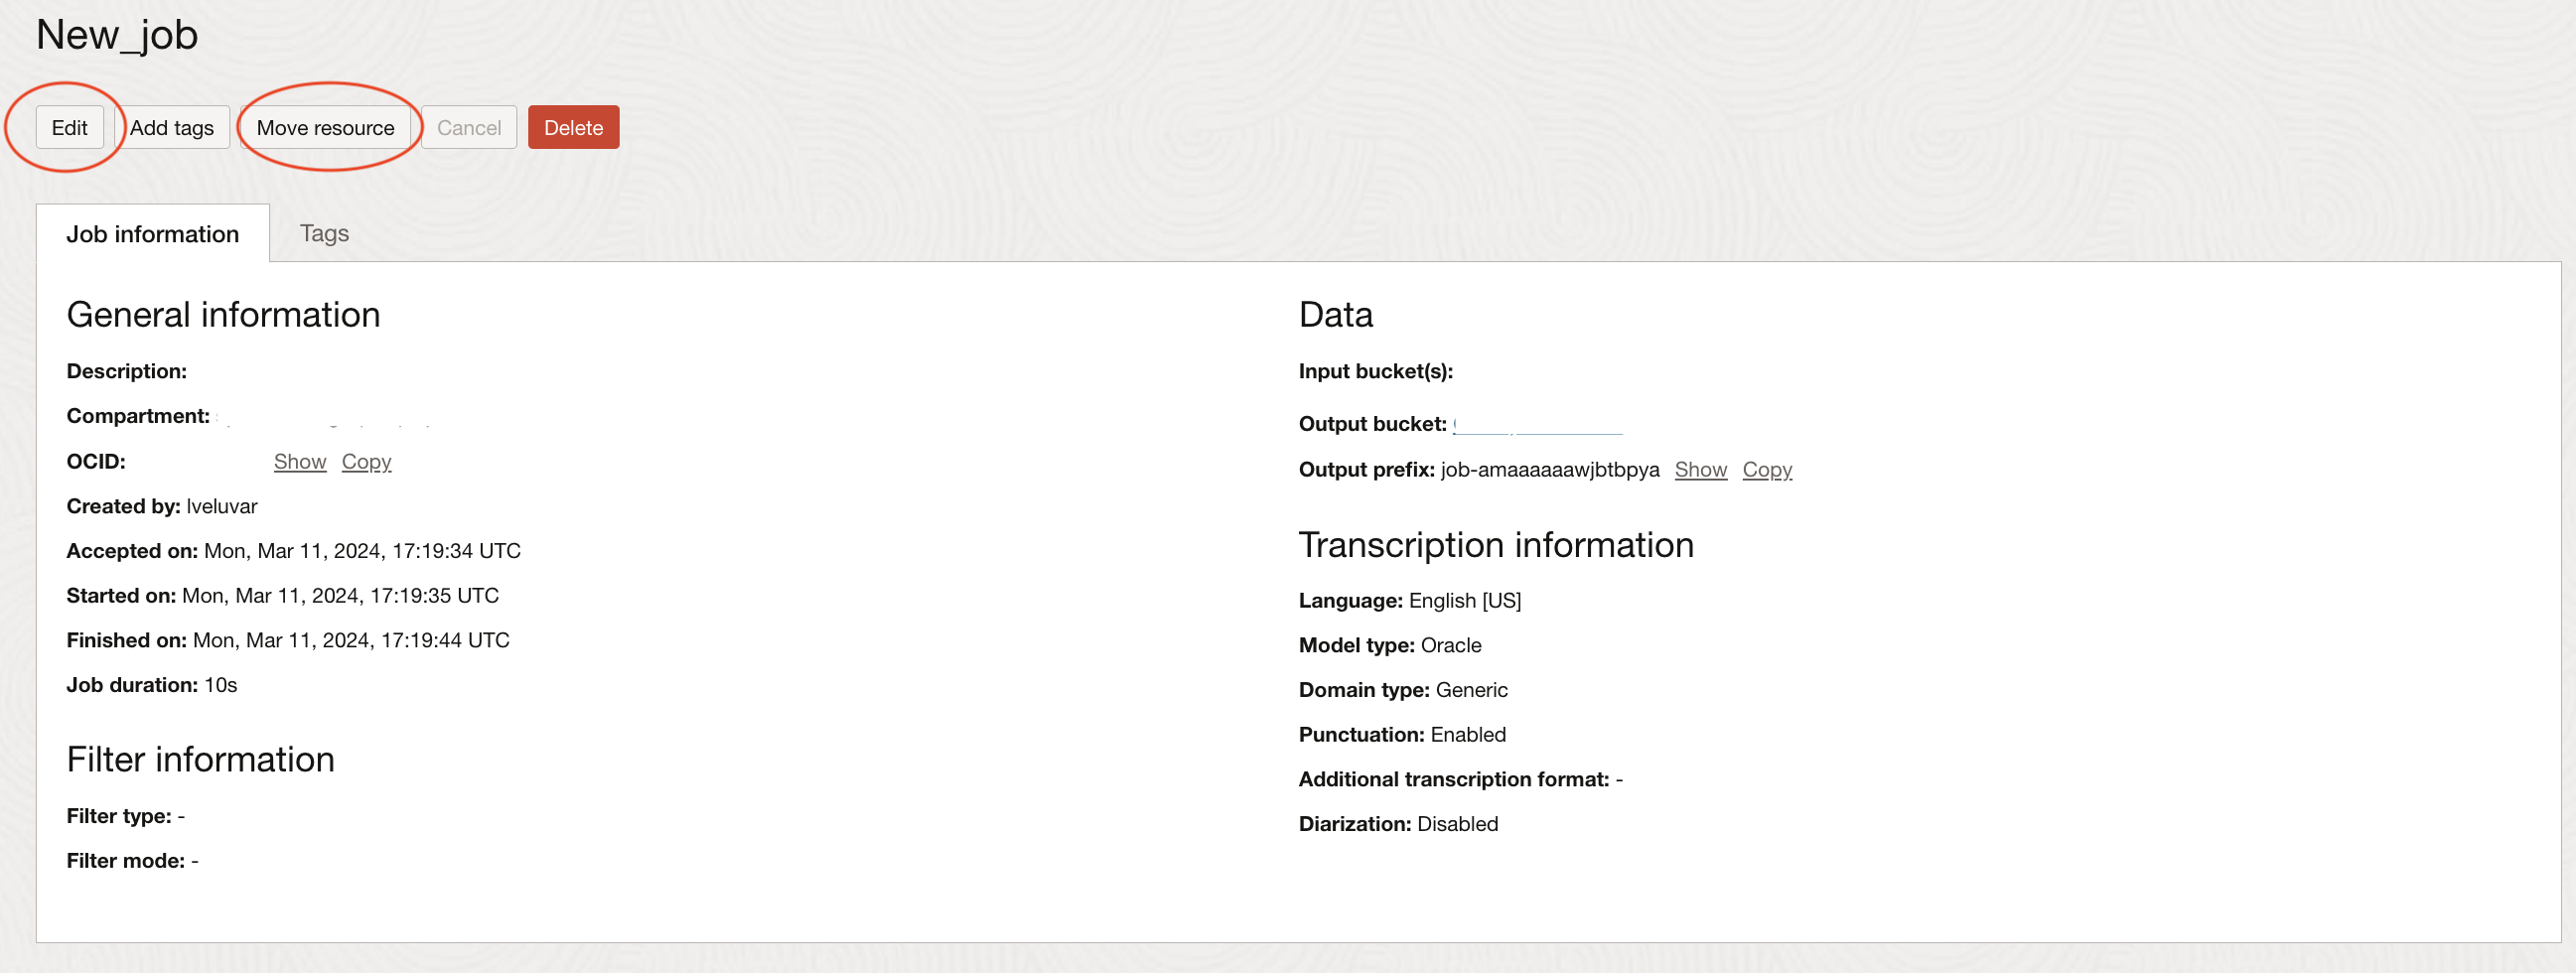 New_job
Edit Add tags Move resource Cancel Delete
Job information Tags
General information
Description:
Compartment:
OCID: Show Copy
Created by: lveluvar
Accepted on: Mon, Mar 11, 2024, 17:19:34 UTC
Started on: Mon, Mar 11, 2024, 17:19:35 UTC
Finished on: Mon, Mar 11, 2024, 17:19:44 UTC
Job duration: 10s
Filter information
Filter type: -
Filter mode: -
Data
Input bucket(s):
Output bucket:
Output prefix: job-amaaaaaawjbtbpya Show Copy
Transcription information
Language: English [US]
Model type: Oracle
Domain type: Generic
Punctuation: Enabled
Additional transcription format: -
Diarization: Disabled